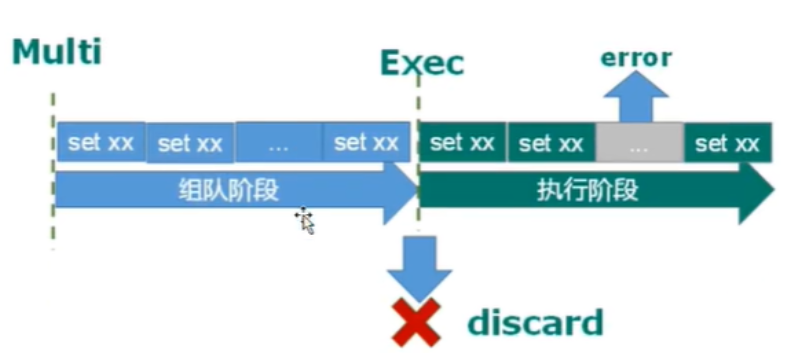 Multi
Exec
error
set xx set xx ... set xx set xx set xx ... set xx
组队阶段 执行阶段
discard